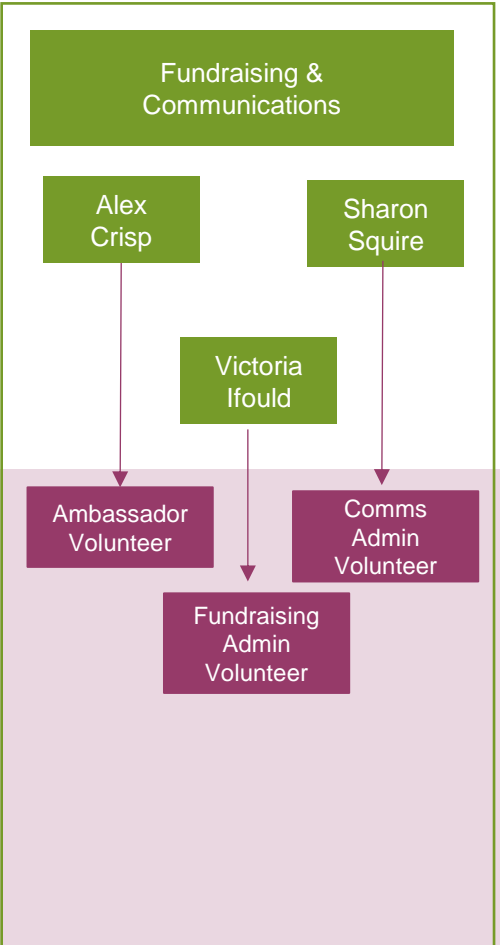 Fundraising &
Communications
Alex
Crisp
Sharon
Squire
Victoria
Ifould
Ambassador
Volunteer
Comms
Admin
Volunteer
Fundraising
Admin
Volunteer